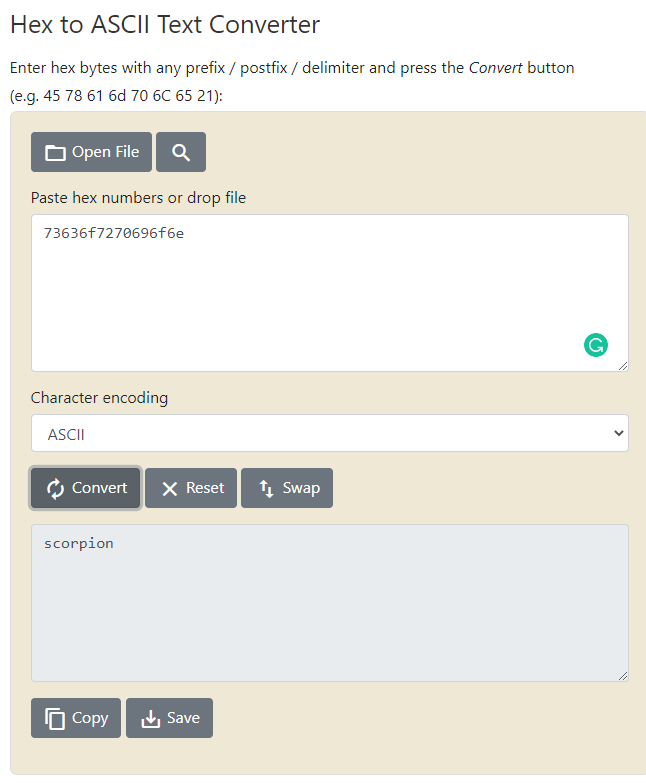 Hex to ASCII Text Converter
Enter hex bytes with any prefix / postfix / delimiter and press the Convert button
(e.g. 45 78 61 6d 70 6C 65 21):
Open File
Paste hex numbers or drop file
73636f7270696f6e
Character encoding
ASCII
Convert Reset Swap
scorpion
Copy Save